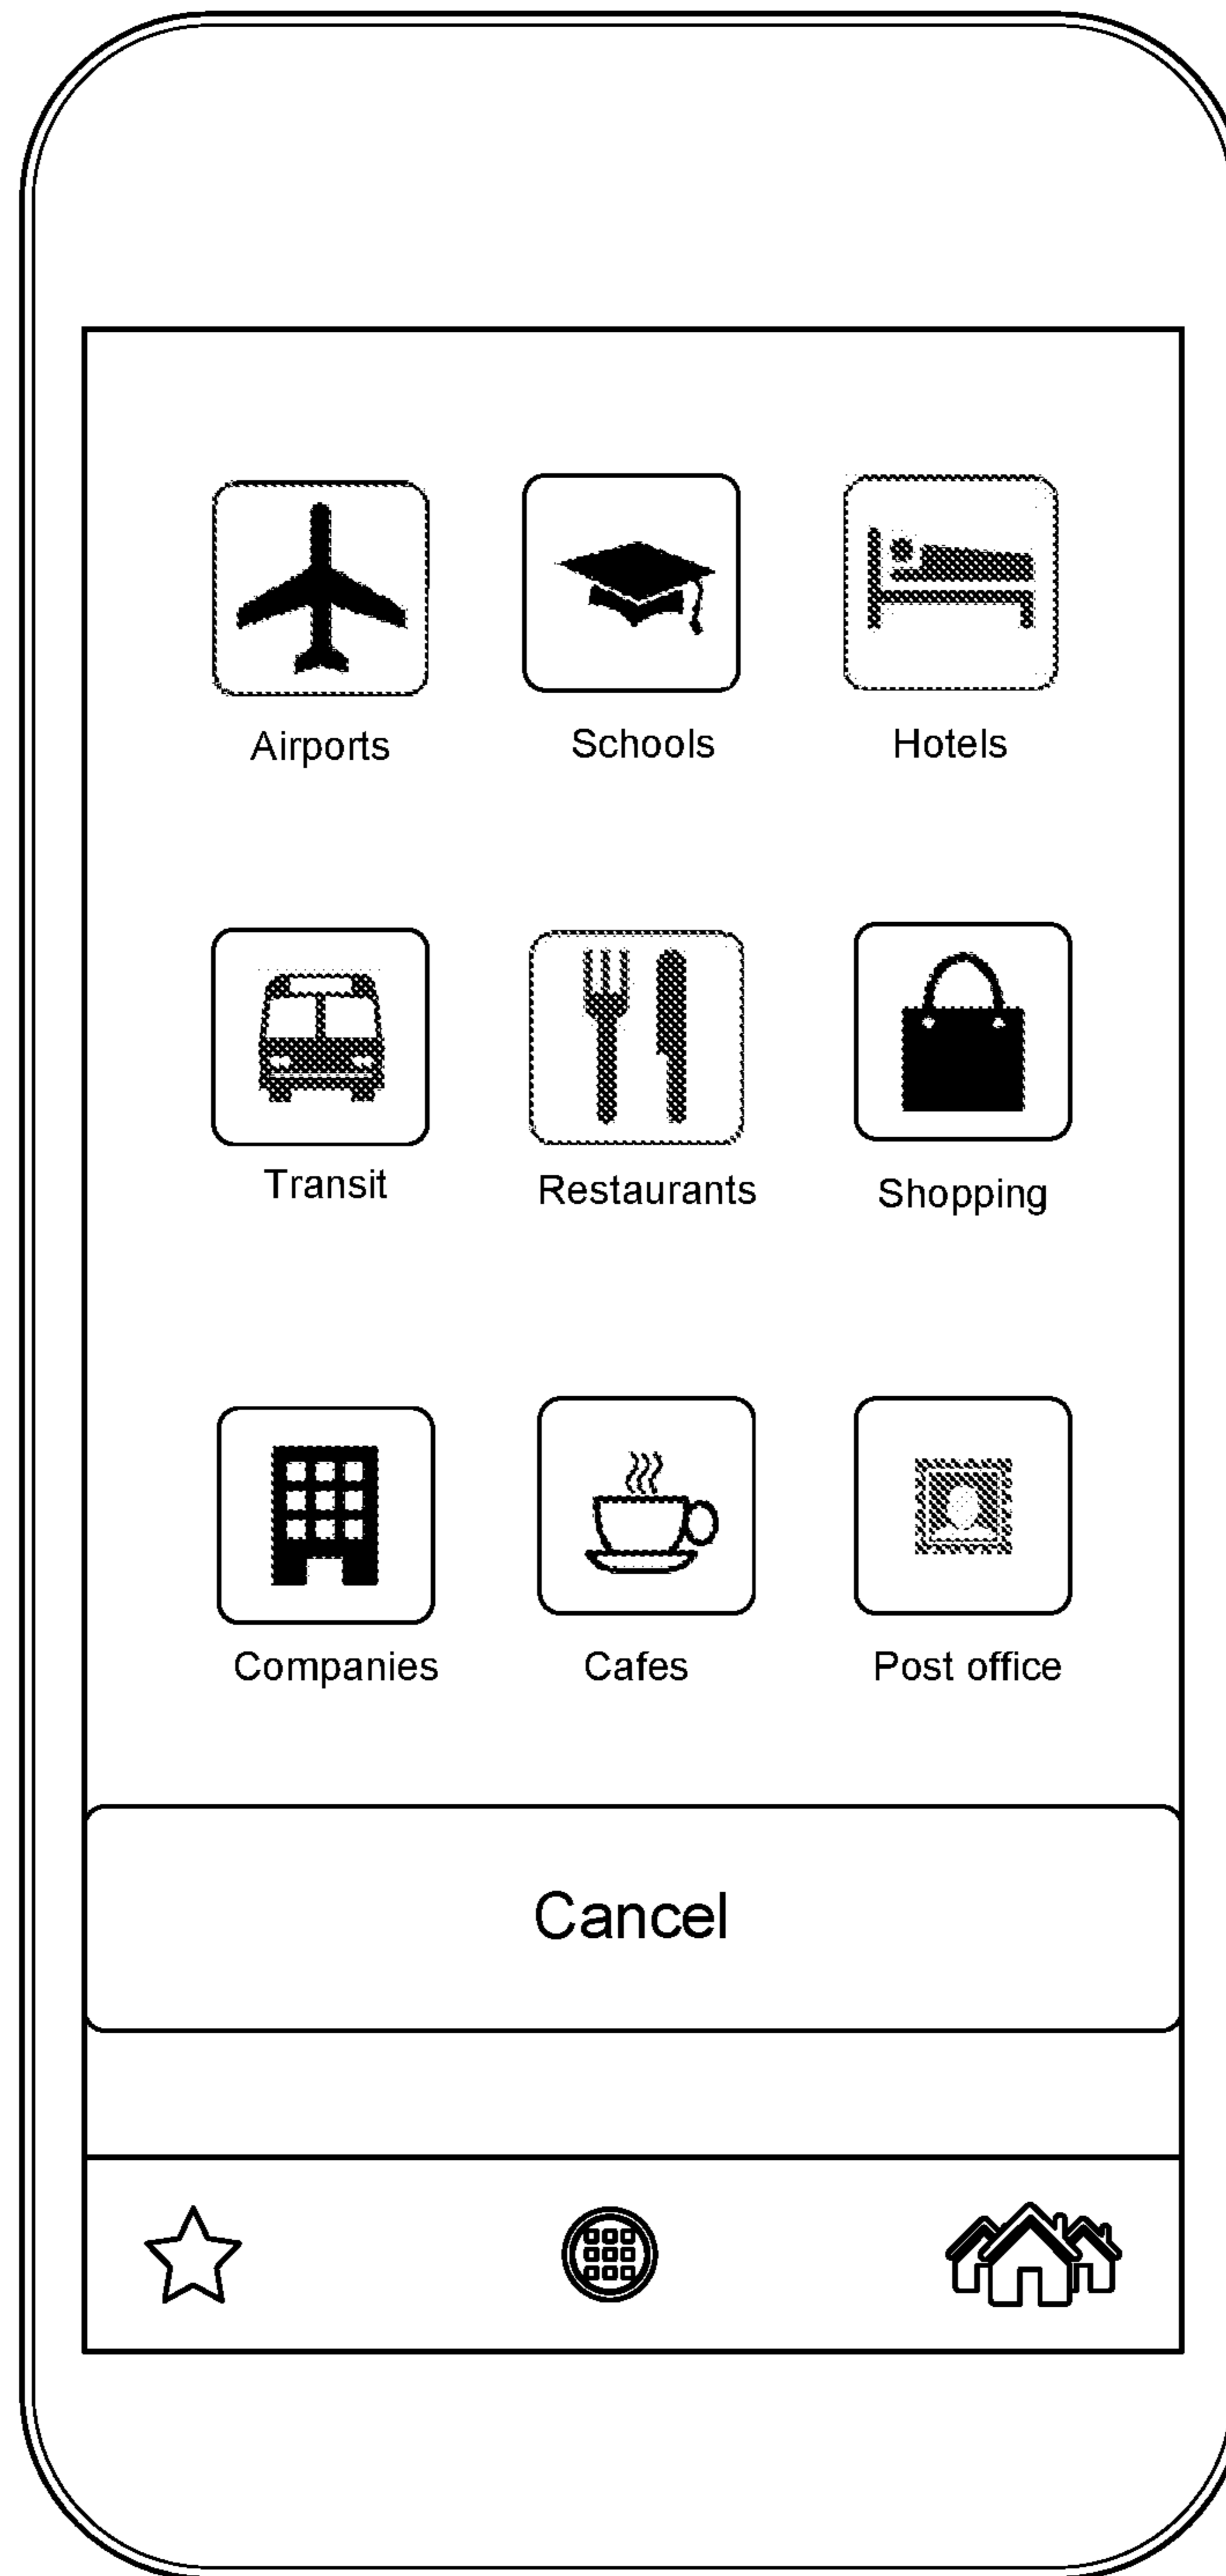 Airports Schools Hotels
Transit Restaurants Shopping
Companies Cafes Post office
Cancel